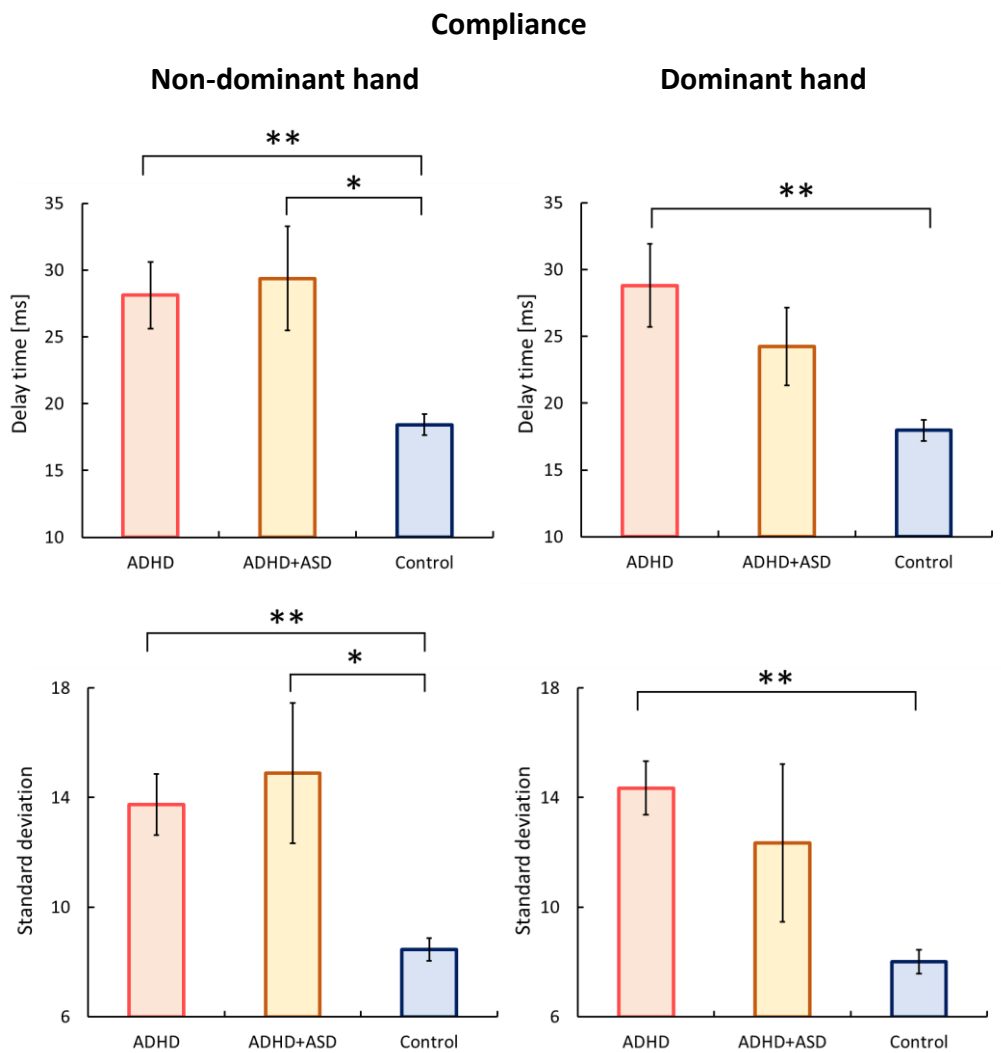 Compliance
Non-dominant hand
Dominant hand
**
*
Delay time [ms]
35
30
25
20
15
10
ADHD
ADHD+ASD
Control
**
Delay time [ms]
35
30
25
20
15
10
ADHD
ADHD+ASD
Control
**
*
Standard deviation
18
14
10
6
ADHD
ADHD+ASD
Control
**
Standard deviation
18
14
10
6
ADHD
ADHD+ASD
Control